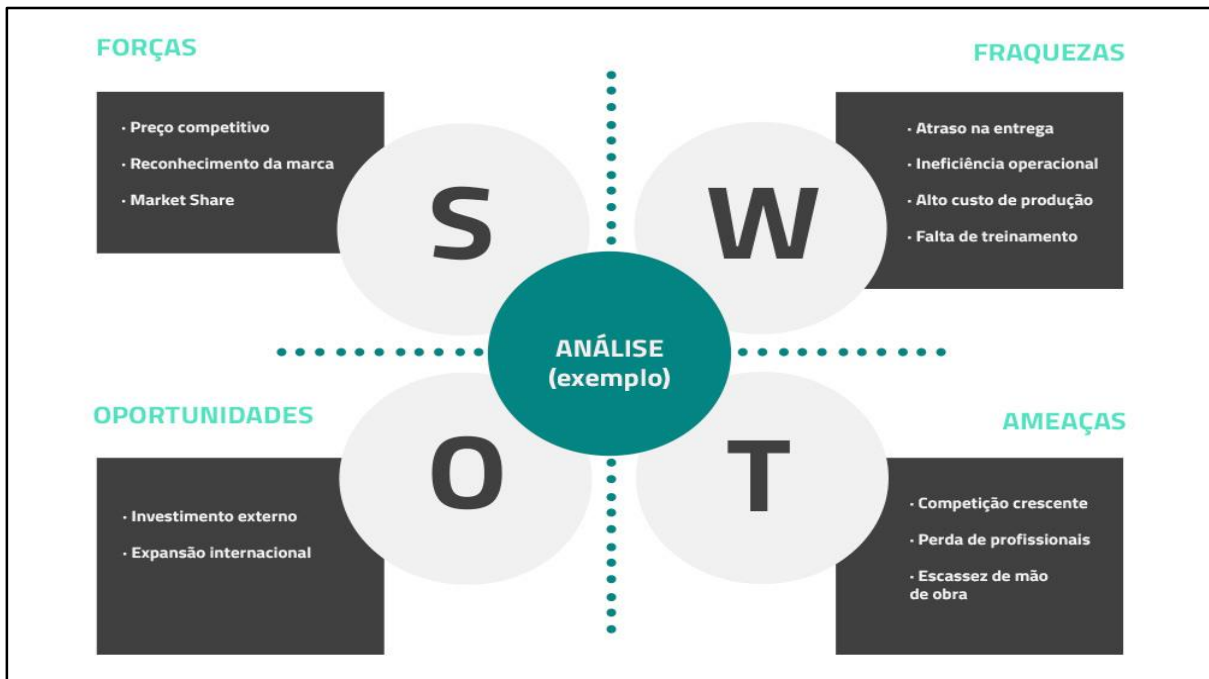 FORÇAS
· Preço competitivo
· Reconhecimento da marca
· Market Share
S
FRAQUEZAS
· Atraso na entrega
· Ineficiência operacional
· Alto custo de produção
· Falta de treinamento
W
ANÁLISE
(exemplo)
OPORTUNIDADES
· Investimento externo
· Expansão internacional
O
AMEAÇAS
· Competição crescente
· Perda de profissionais
· Escassez de mão
de obra
T